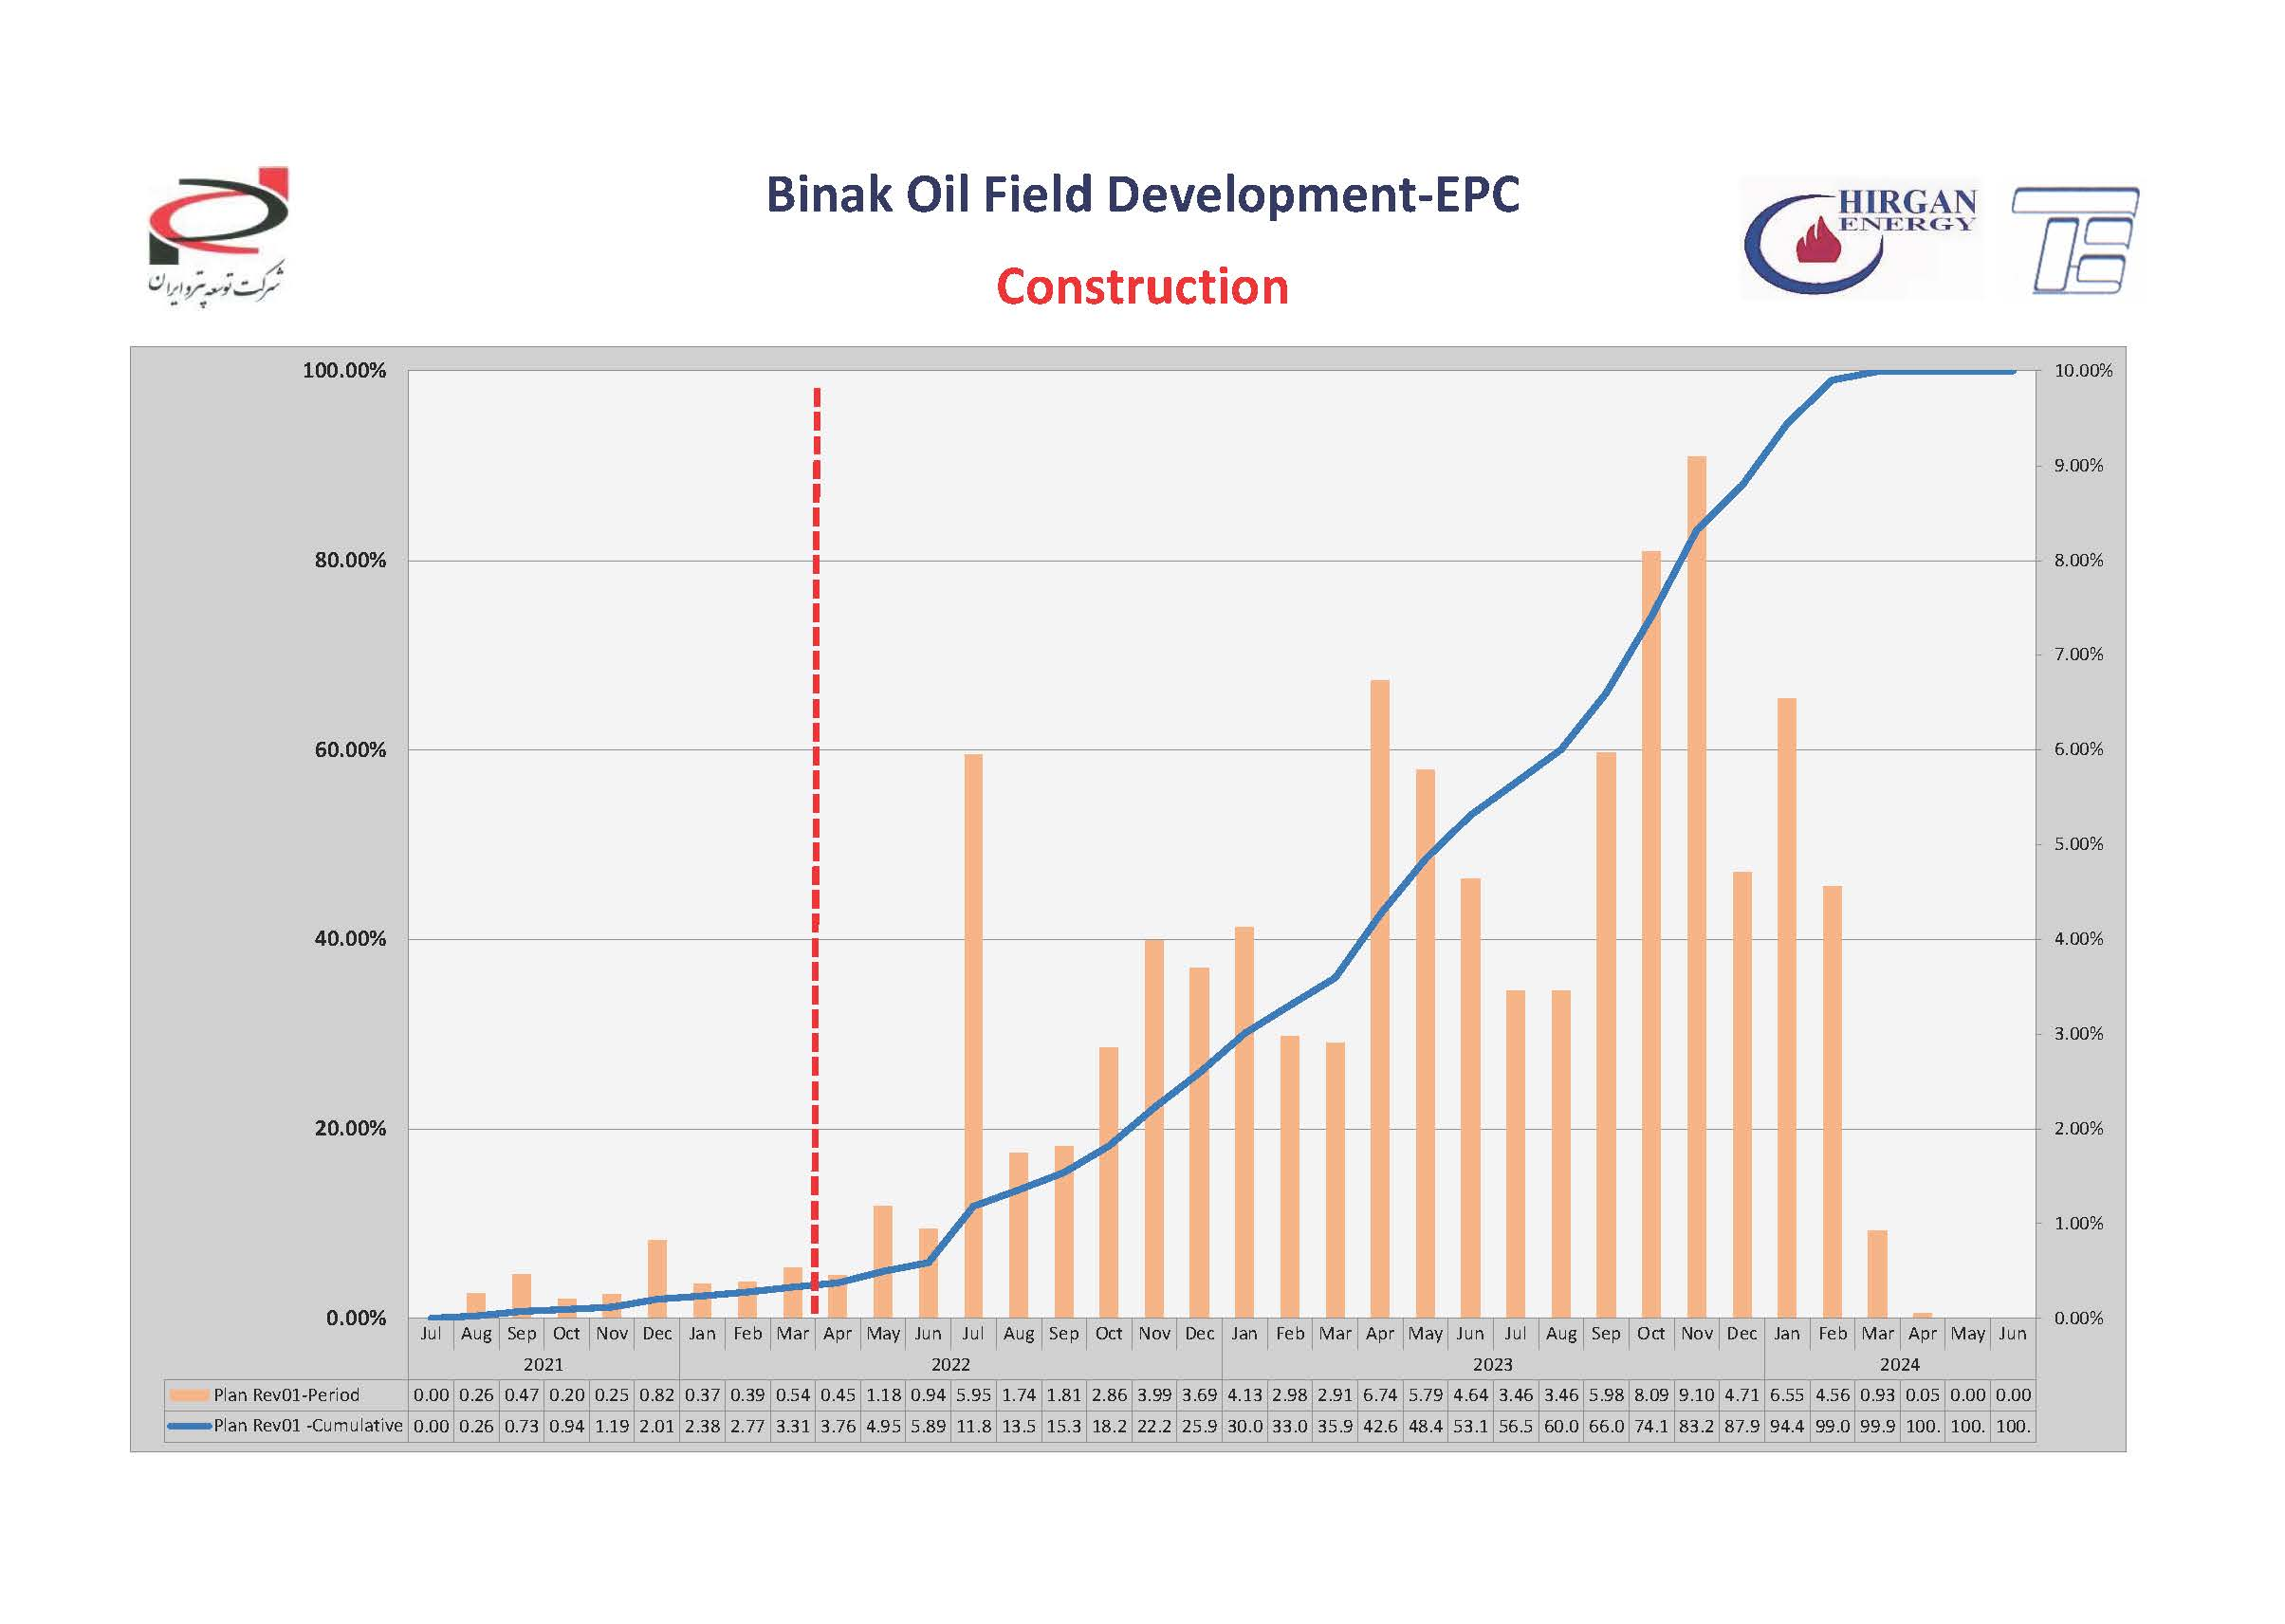 شرکت توسعه پترو ایران
Binak Oil Field Development-EPC
Construction
HIRGAN
ENERGY
100.00%
80.00%
60.00%
40.00%
20.00%
0.00%
10.00%
9.00%
8.00%
7.00%
6.00%
5.00%
4.00%
3.00%
2.00%
1.00%
0.00%
Jul Aug Sep Oct Nov Dec Jan Feb Mar Apr May Jun Jul Aug Sep Oct Nov Dec Jan Feb Mar Apr May Jun Jul Aug Sep Oct Nov Dec Jan Feb Mar Apr May Jun
2021 2022 2023 2024
Plan Rev01-Period 0.00 0.26 0.47 0.20 0.25 0.82 0.37 0.39 0.54 0.45 1.18 0.94 5.95 1.74 1.81 2.86 3.99 3.69 4.13 2.98 2.91 6.74 5.79 4.64 3.46 3.46 5.98 8.09 9.10 4.71 6.55 4.56 0.93 0.05 0.00 0.00
Plan Rev01 -Cumulative 0.00 0.26 0.73 0.94 1.19 2.01 2.38 2.77 3.31 3.76 4.95 5.89 11.8 13.5 15.3 18.2 22.2 25.9 30.0 33.0 35.9 42.6 48.4 53.1 56.5 60.0 66.0 74.1 83.2 87.9 94.4 99.0 99.9 100. 100. 100.